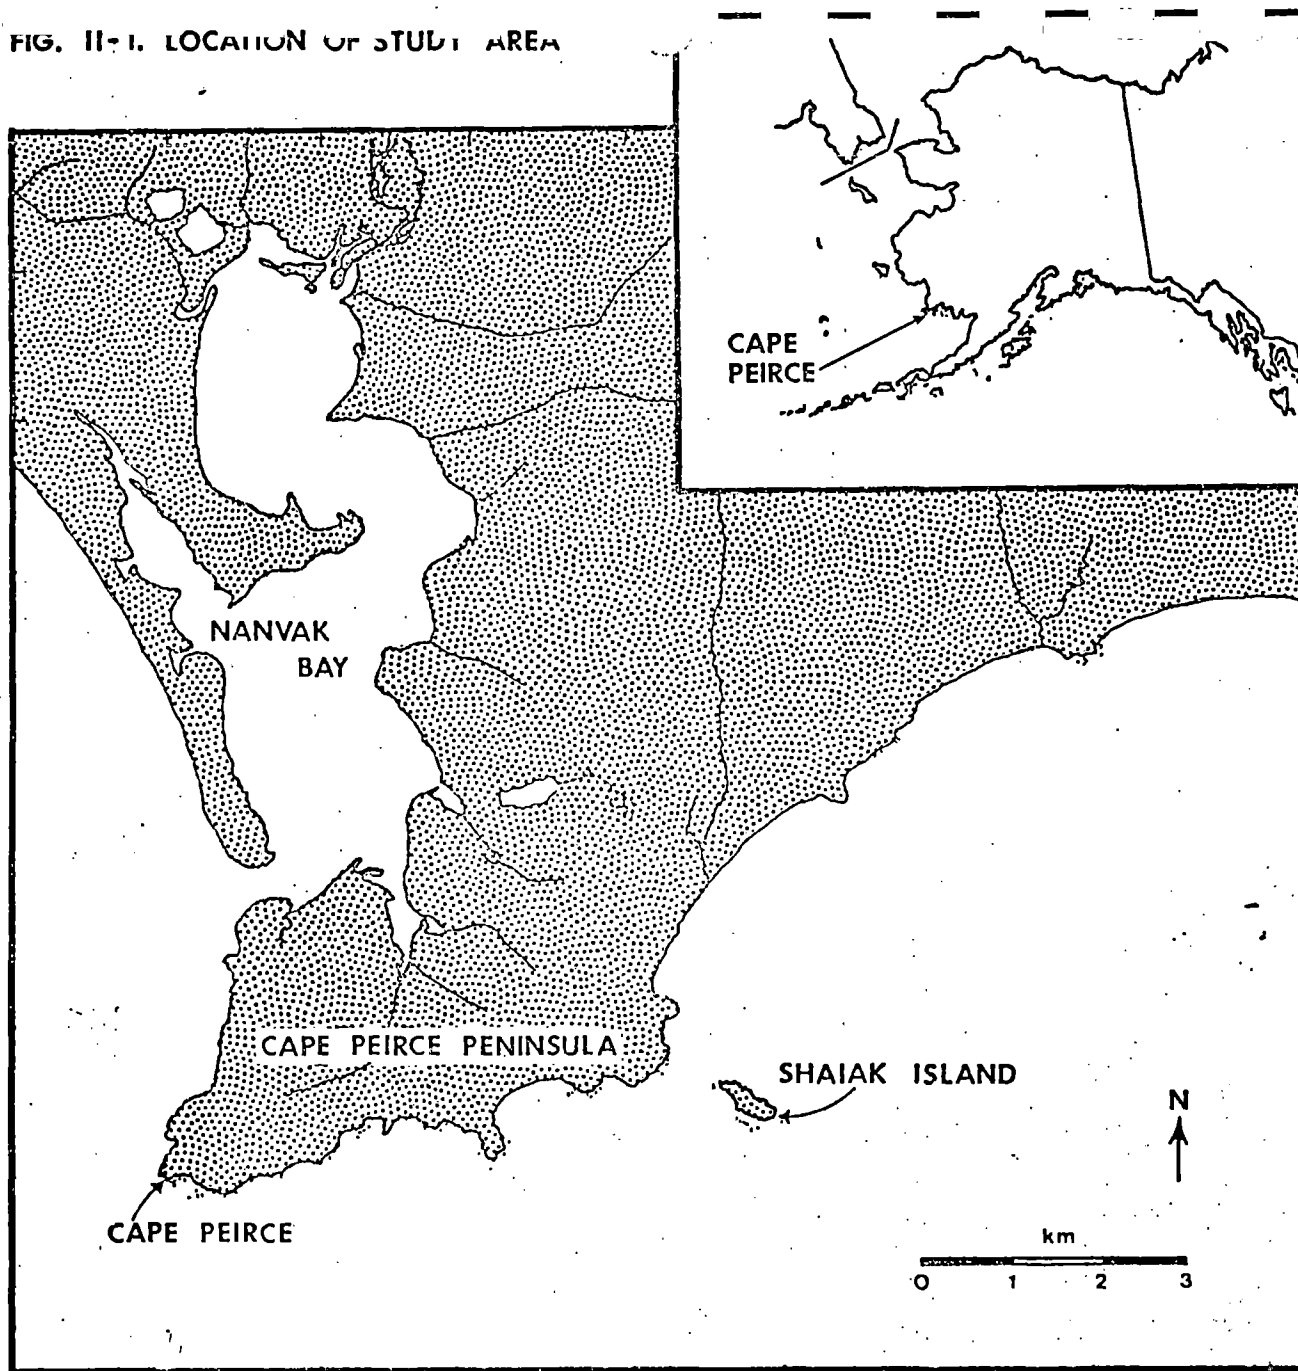 FIG. II-1. LOCATION OF STUDY AREA
CAPE
PEIRCE
NANVAK
BAY
CAPE PEIRCE PENINSULA
SHAIAK ISLAND
N
CAPE PEIRCE
km
0 1 2 3